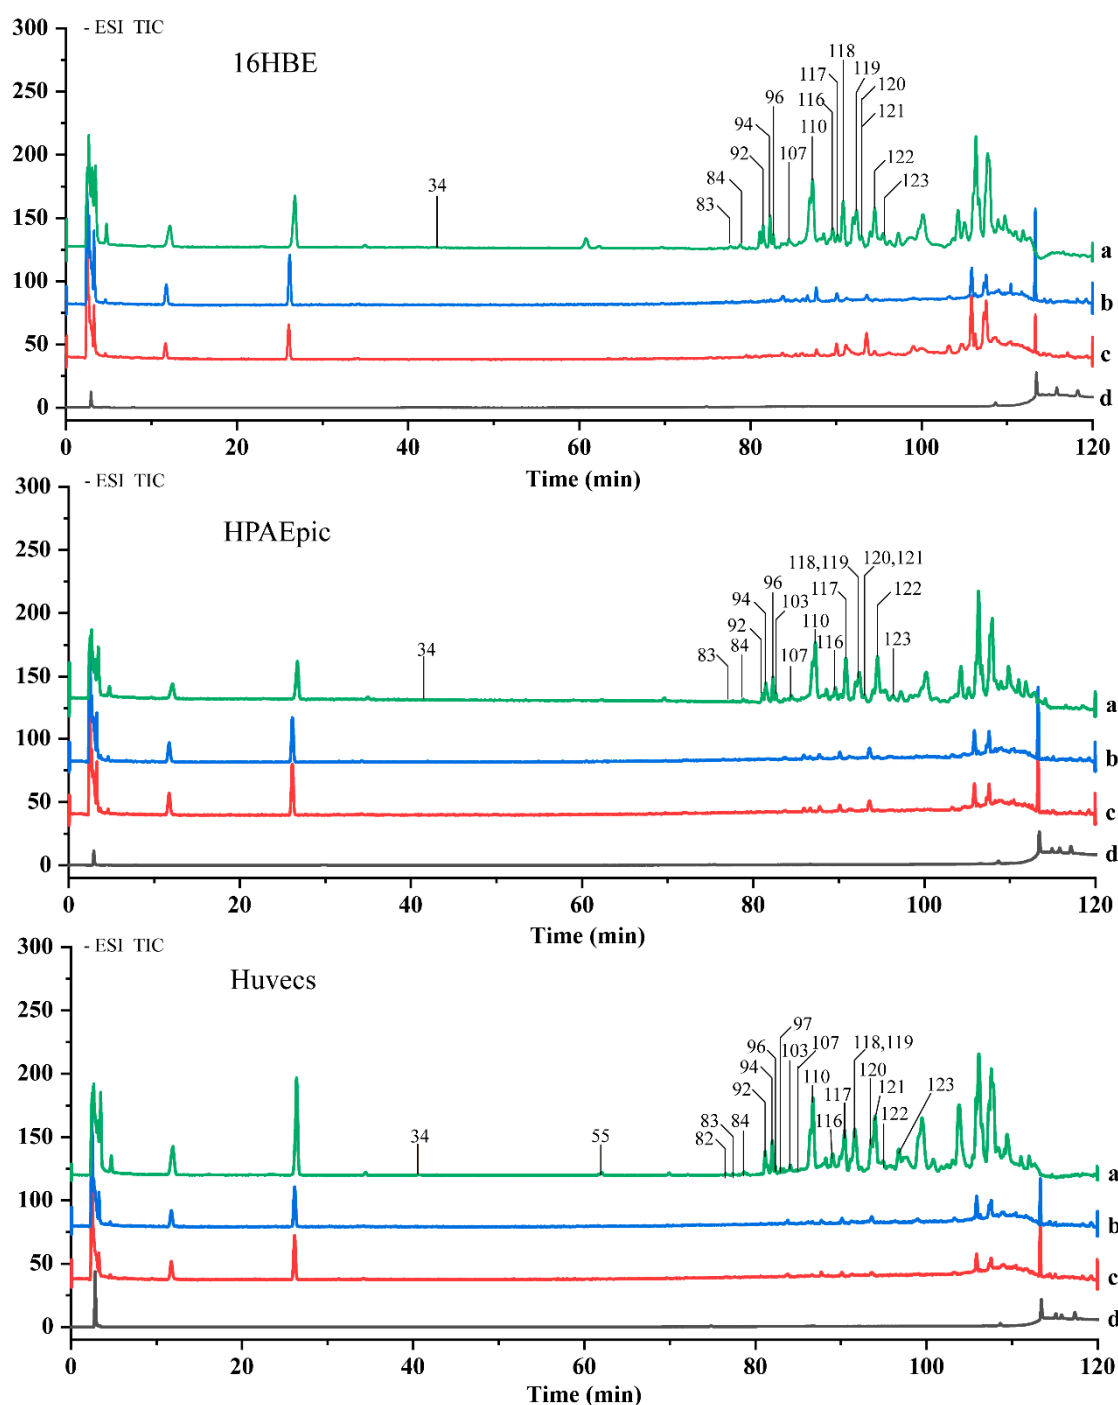 300
- ESI TIC
16HBE
118
250
117
119
96
116
120
94
110
121
200
92
107
34
84
122
83
123
150
a
100
b
50
c
0
d
0 20 40 60 80 100 120
Time (min)
300
- ESI TIC
HPAEpic
250
118,119
120,121
96
117
94
103
122
200
92
110
34
83
84
107
116
123
150
a
100
b
50
c
0
d
0 20 40 60 80 100 120
Time (min)
300
- ESI TIC
Huvecs
250
97
96
103
107
118,119
94
110
120
200
92
117
121
123
34
55
83
84
116
122
82
150
a
100
b
50
c
0
d
0 20 40 60 80 100 120
Time (min)